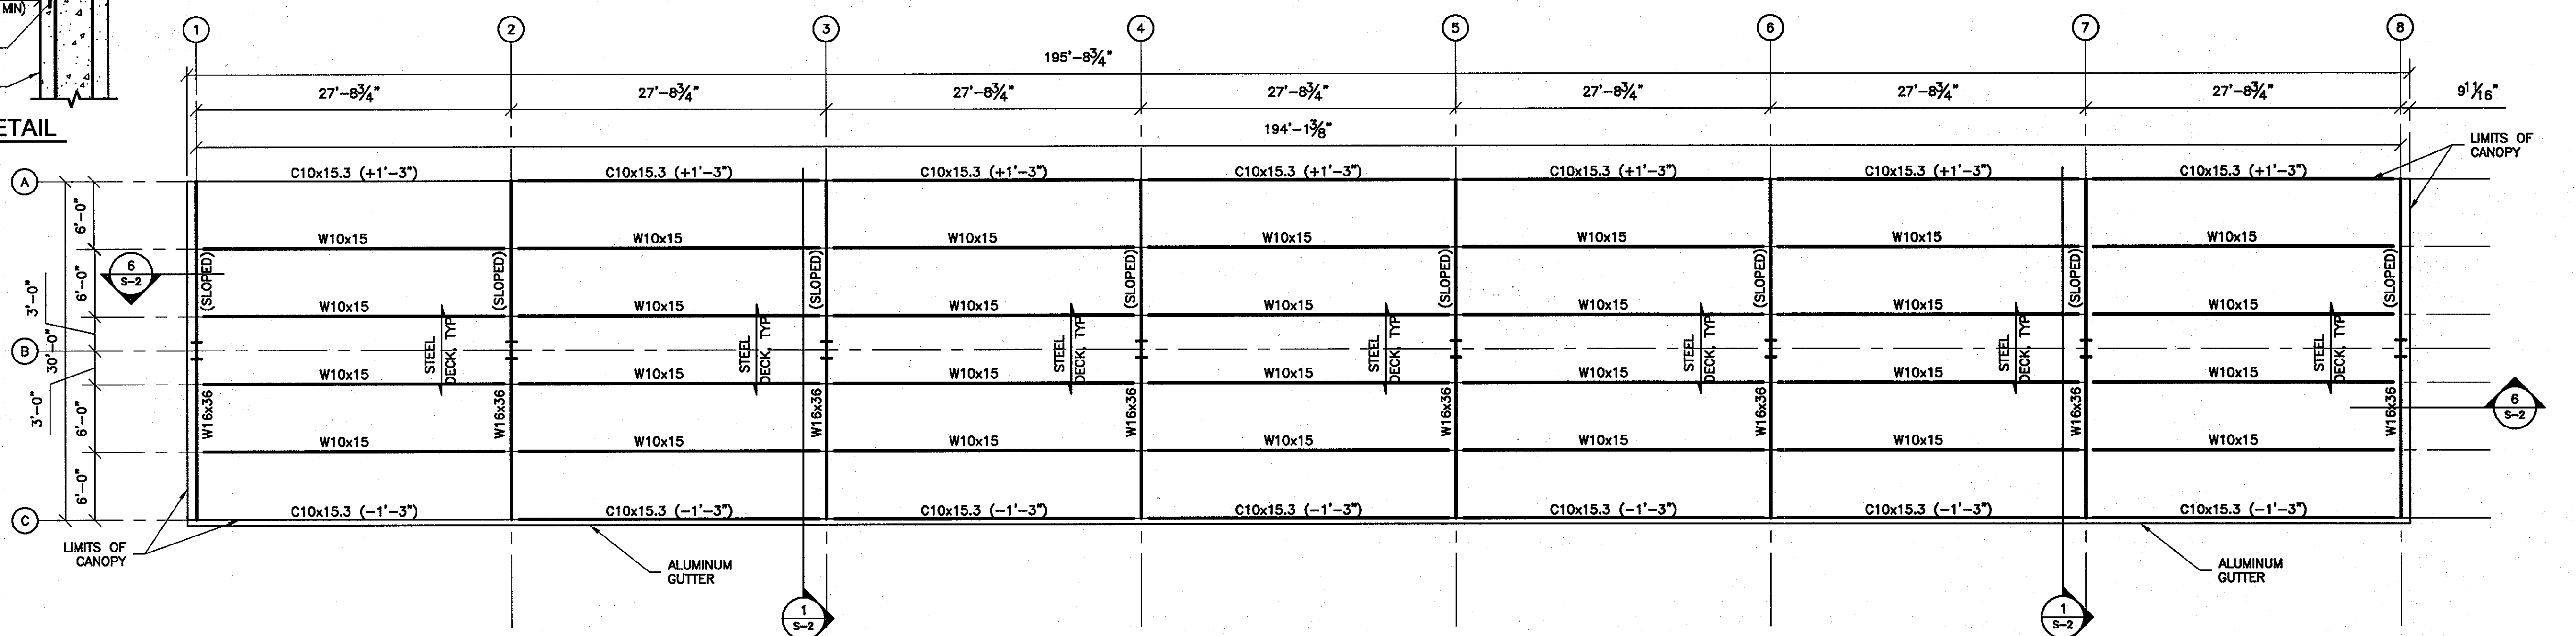 MIN)
ETAIL
1 2 3 4 5 6 7 8
195'-8¾"
27'-8¾" 27'-8¾" 27'-8¾" 27'-8¾" 27'-8¾" 27'-8¾" 27'-8¾" 9 11/16"
194'-1⅜"
LIMITS OF
CANOPY
A
C10x15.3 (+1'-3") C10x15.3 (+1'-3") C10x15.3 (+1'-3") C10x15.3 (+1'-3") C10x15.3 (+1'-3") C10x15.3 (+1'-3") C10x15.3 (+1'-3")
6'-0"
W10x15 W10x15 W10x15 W10x15 W10x15 W10x15 W10x15
6
S-2
6'-0"
(SLOPED) (SLOPED) (SLOPED) (SLOPED) (SLOPED) (SLOPED) (SLOPED) (SLOPED)
W10x15 W10x15 W10x15 W10x15 W10x15 W10x15 W10x15
3'-0"
B
30'-0"
STEEL STEEL STEEL STEEL STEEL STEEL STEEL
DECK, TYP DECK, TYP DECK, TYP DECK, TYP DECK, TYP DECK, TYP DECK, TYP
W10x15 W10x15 W10x15 W10x15 W10x15 W10x15 W10x15
3'-0"
6'-0"
W16x36 W16x36 W16x36 W16x36 W16x36 W16x36 W16x36 W16x36
6
S-2
W10x15 W10x15 W10x15 W10x15 W10x15 W10x15 W10x15
6'-0"
C
C10x15.3 (-1'-3") C10x15.3 (-1'-3") C10x15.3 (-1'-3") C10x15.3 (-1'-3") C10x15.3 (-1'-3") C10x15.3 (-1'-3") C10x15.3 (-1'-3")
LIMITS OF
CANOPY
ALUMINUM
GUTTER
ALUMINUM
GUTTER
1
S-2
1
S-2